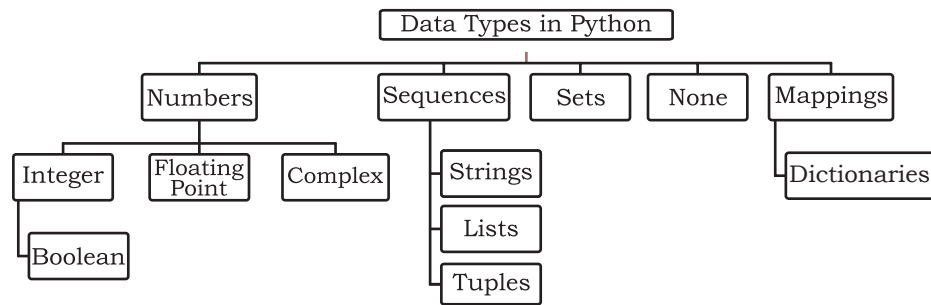 Data Types in Python
Numbers
Sequences
Sets
None
Mappings
Integer
Floating
Point
Complex
Strings
Dictionaries
Lists
Boolean
Tuples